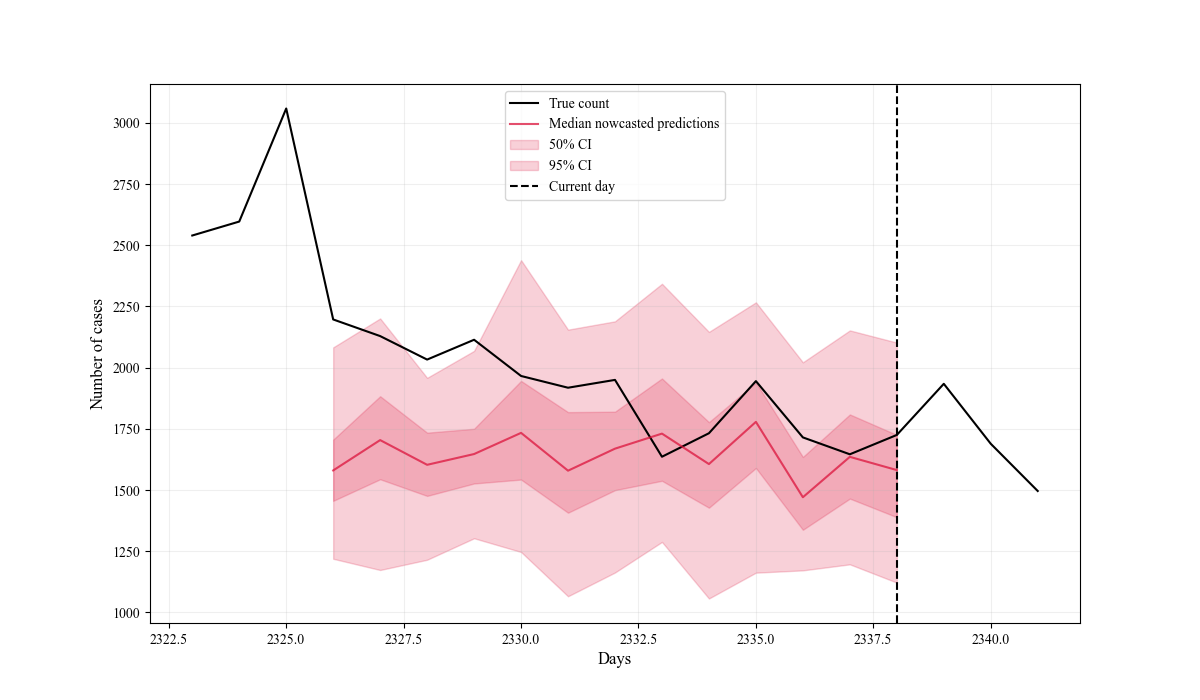 True count
Median nowcasted predictions
50% CI
95% CI
Current day
Number of cases
3000
2750
2500
2250
2000
1750
1500
1250
1000
2322.5 2325.0 2327.5 2330.0 2332.5 2335.0 2337.5 2340.0
Days